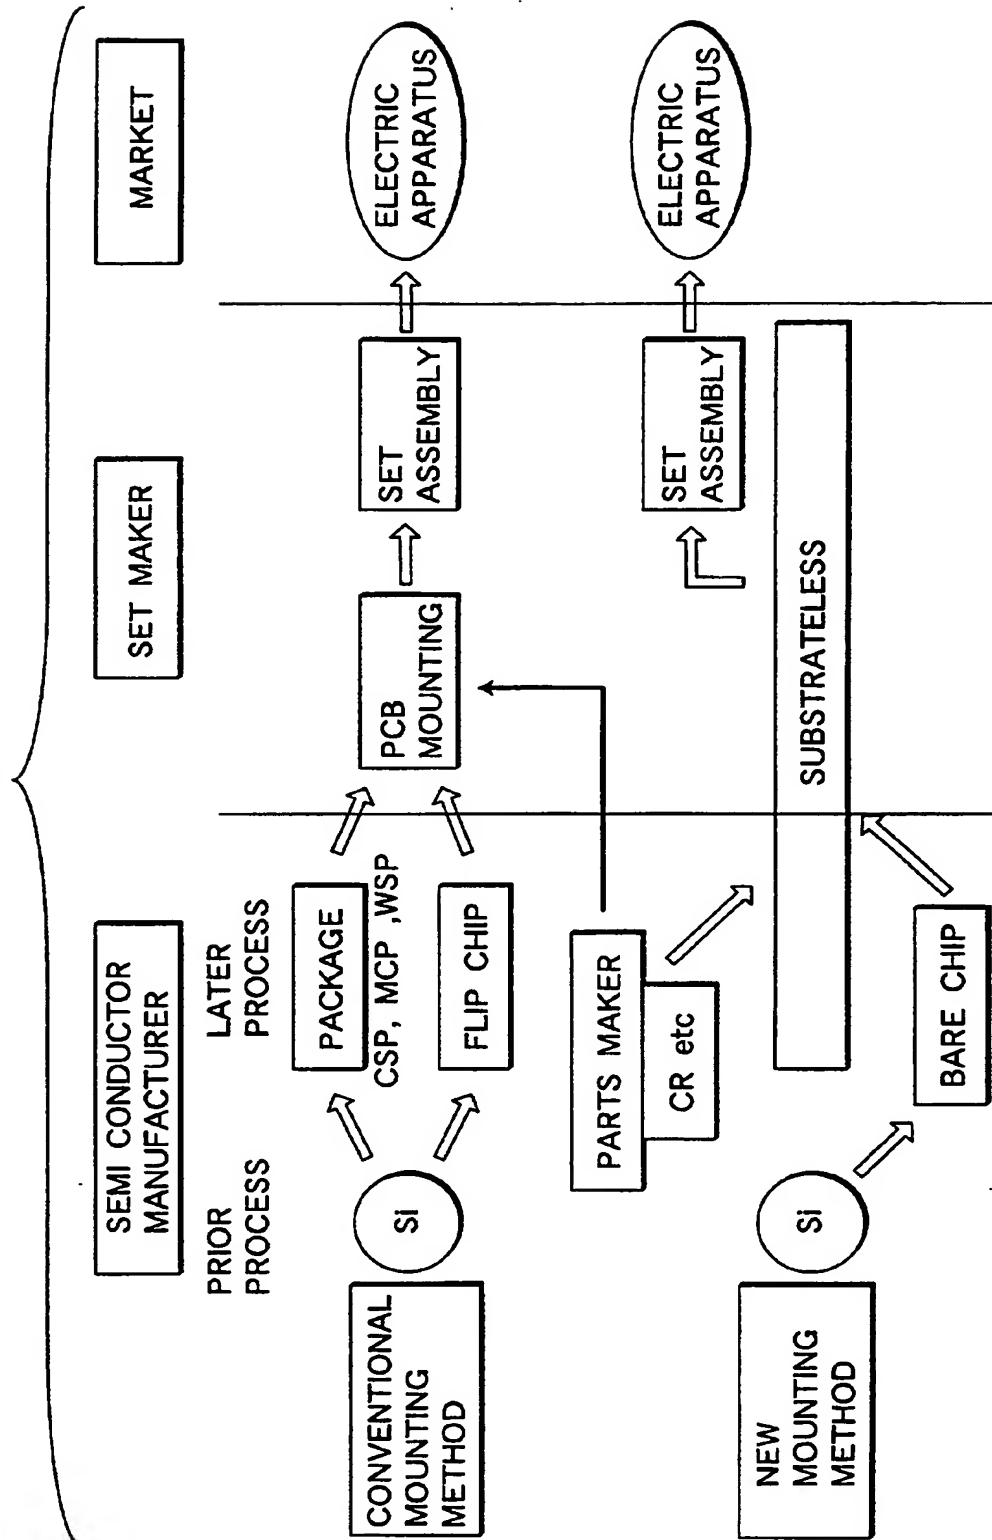 SEMI CONDUCTOR
MANUFACTURER
SET MAKER
MARKET
PRIOR
PROCESS
LATER
PROCESS
CONVENTIONAL
MOUNTING
METHOD
Si
PACKAGE
CSP, MCP ,WSP
FLIP CHIP
PCB
MOUNTING
SET
ASSEMBLY
ELECTRIC
APPARATUS
PARTS MAKER
CR etc
NEW
MOUNTING
METHOD
Si
BARE CHIP
SUBSTRATELESS
SET
ASSEMBLY
ELECTRIC
APPARATUS